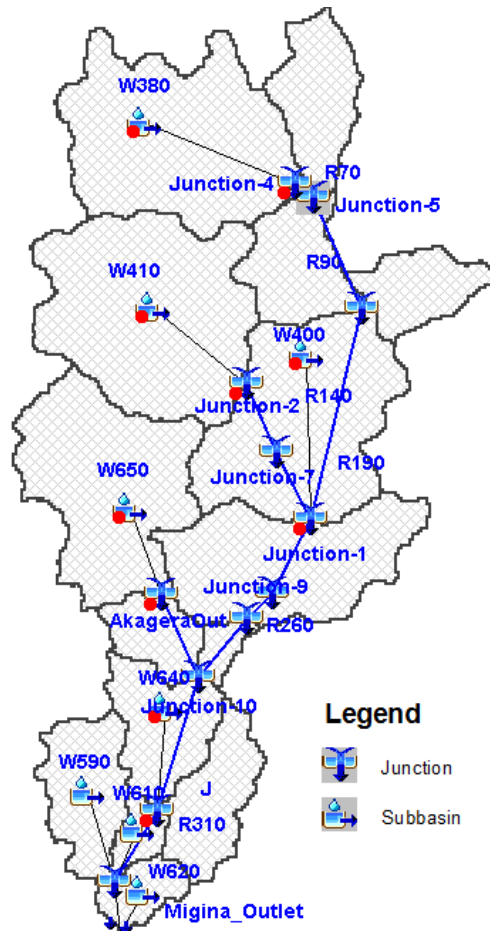 W380
R70
Junction-4
Junction-5
R90
W410
W400
R140
Junction-2
R190
Junction-7
W650
Junction-1
Junction-9
AkageraOut
R260
W640
Junction-10
Legend
W590
Junction
J
W610
R310
Subbasin
W620
Migina_Outlet